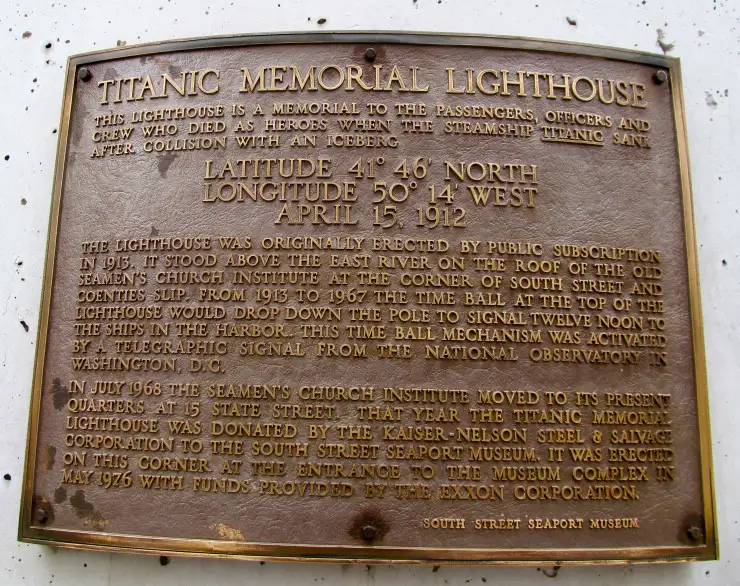 TITANIC MEMORIAL LIGHTHOUSE
THIS LIGHTHOUSE IS A MEMORIAL TO THE PASSENGERS, OFFICERS AND
CREW WHO DIED AS HEROES WHEN THE STEAMSHIP TITANIC SANK
AFTER COLLISION WITH AN ICEBERG
LATITUDE 41° 46' NORTH
LONGITUDE 50° 14' WEST
APRIL 15, 1912
THE LIGHTHOUSE WAS ORIGINALLY ERECTED BY PUBLIC SUBSCRIPTION
IN 1913. IT STOOD ABOVE THE EAST RIVER ON THE ROOF OF THE OLD
SEAMEN'S CHURCH INSTITUTE AT THE CORNER OF SOUTH STREET AND
COENTIES SLIP. FROM 1913 TO 1967 THE TIME BALL AT THE TOP OF THE
LIGHTHOUSE WOULD DROP DOWN THE POLE TO SIGNAL TWELVE NOON TO
THE SHIPS IN THE HARBOR. THIS TIME BALL MECHANISM WAS ACTIVATED
BY A TELEGRAPHIC SIGNAL FROM THE NATIONAL OBSERVATORY IN
WASHINGTON, D.C.
IN JULY 1968 THE SEAMEN'S CHURCH INSTITUTE MOVED TO ITS PRESENT
QUARTERS AT 15 STATE STREET. THAT YEAR THE TITANIC MEMORIAL
LIGHTHOUSE WAS DONATED BY THE KAISER-NELSON STEEL & SALVAGE
CORPORATION TO THE SOUTH STREET SEAPORT MUSEUM. IT WAS ERECTED
ON THIS CORNER AT THE ENTRANCE TO THE MUSEUM COMPLEX IN
MAY 1976 WITH FUNDS PROVIDED BY THE EXXON CORPORATION.
SOUTH STREET SEAPORT MUSEUM